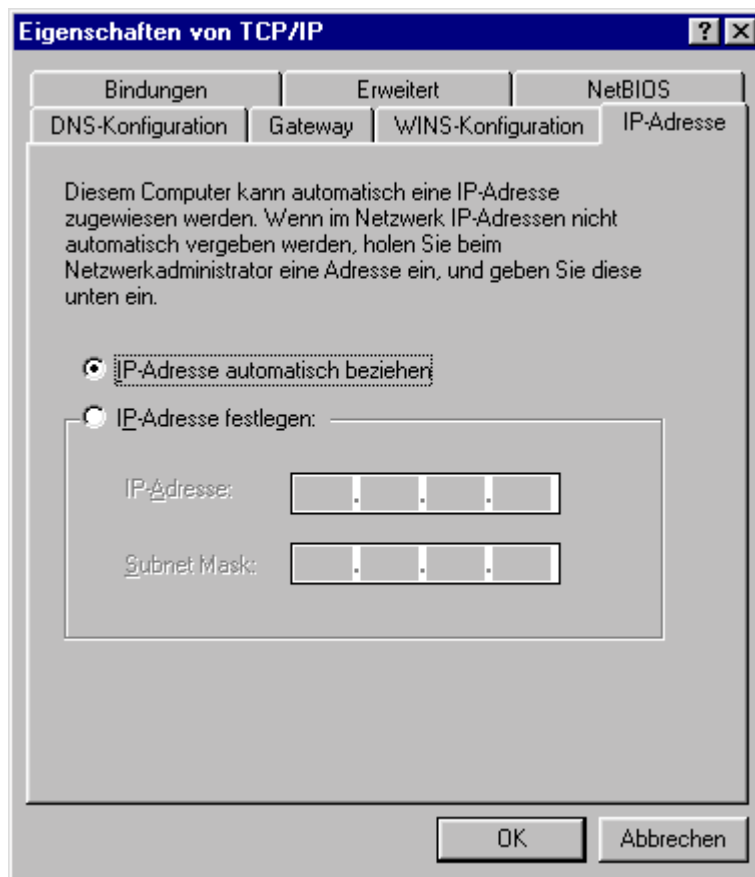 Eigenschaften von TCP/IP
Bindungen
Erweitert
NetBIOS
DNS-Konfiguration
Gateway
WINS-Konfiguration
IP-Adresse
Diesem Computer kann automatisch eine IP-Adresse
zugewiesen werden. Wenn im Netzwerk IP-Adressen nicht
automatisch vergeben werden, holen Sie beim
Netzwerkadministrator eine Adresse ein, und geben Sie diese
unten ein.
IP-Adresse automatisch beziehen
IP-Adresse festlegen:
IP-Adresse:
Subnet Mask:
OK
Abbrechen